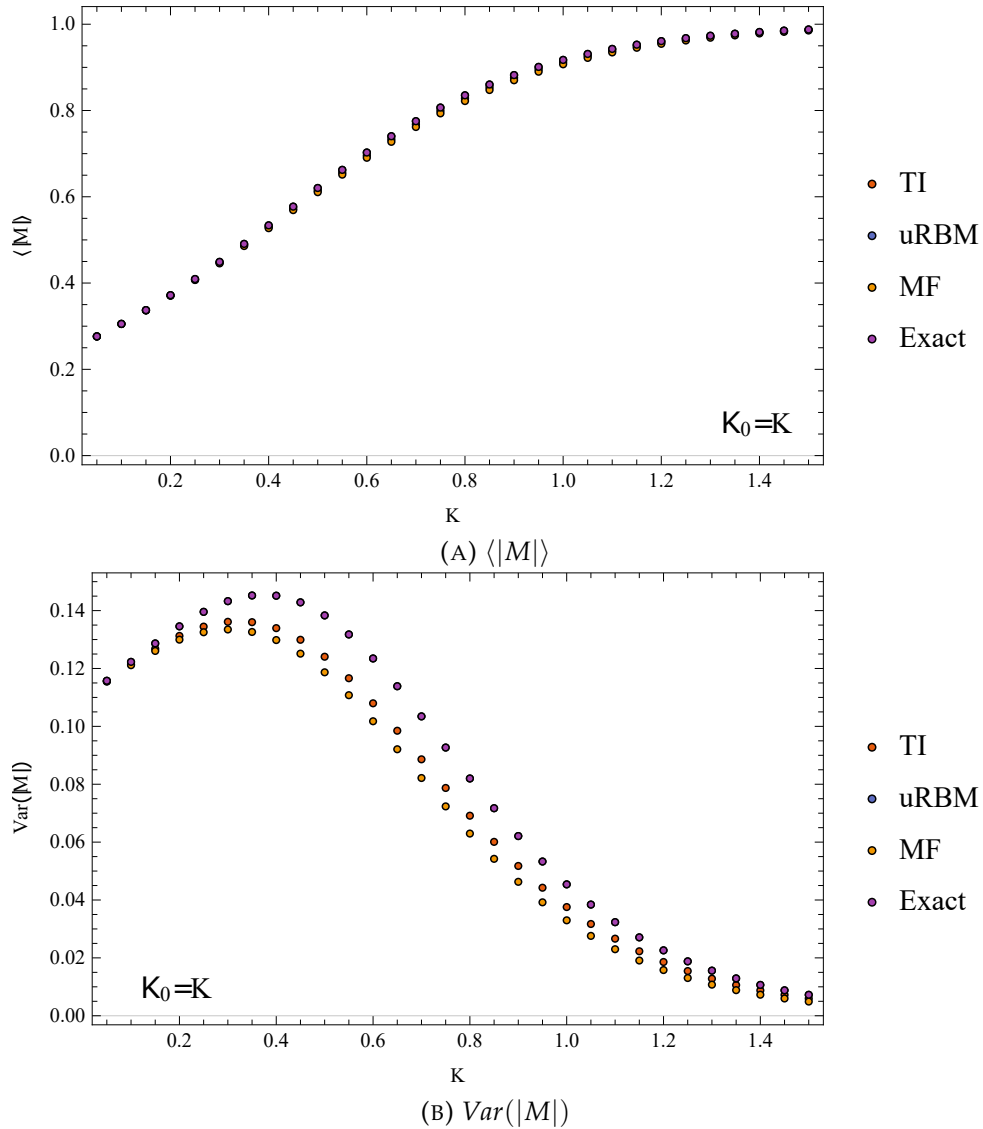 1.0
0.8
0.6
0.4
0.2
0.0
⟨|M|⟩
0.2 0.4 0.6 0.8 1.0 1.2 1.4
K
K₀=K
TI
uRBM
MF
Exact
(A) ⟨|M|⟩
0.14
0.12
0.10
0.08
0.06
0.04
0.02
0.00
Var(|M|)
0.2 0.4 0.6 0.8 1.0 1.2 1.4
K
K₀=K
TI
uRBM
MF
Exact
(B) Var(|M|)